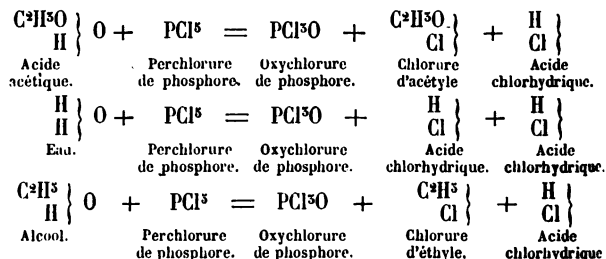 C²H³O } O + PCl⁵ = PCl³O + C²H³O } + H }
H Cl Cl
Acide Perchlorure Oxychlorure Chlorure Acide
acétique. de phosphore. de phosphore. d'acétyle chlorhydrique.
H } O + PCl⁵ = PCl³O + H } + H }
H Cl Cl
Eau. Perchlorure Oxychlorure Acide Acide
de phosphore. de phosphore. chlorhydrique. chlorhydrique.
C²H⁵ } O + PCl⁵ = PCl³O + C²H⁵ } + H }
H Cl Cl
Alcool. Perchlorure Oxychlorure Chlorure Acide
de phosphore. de phosphore. d'éthyle. chlorhydrique